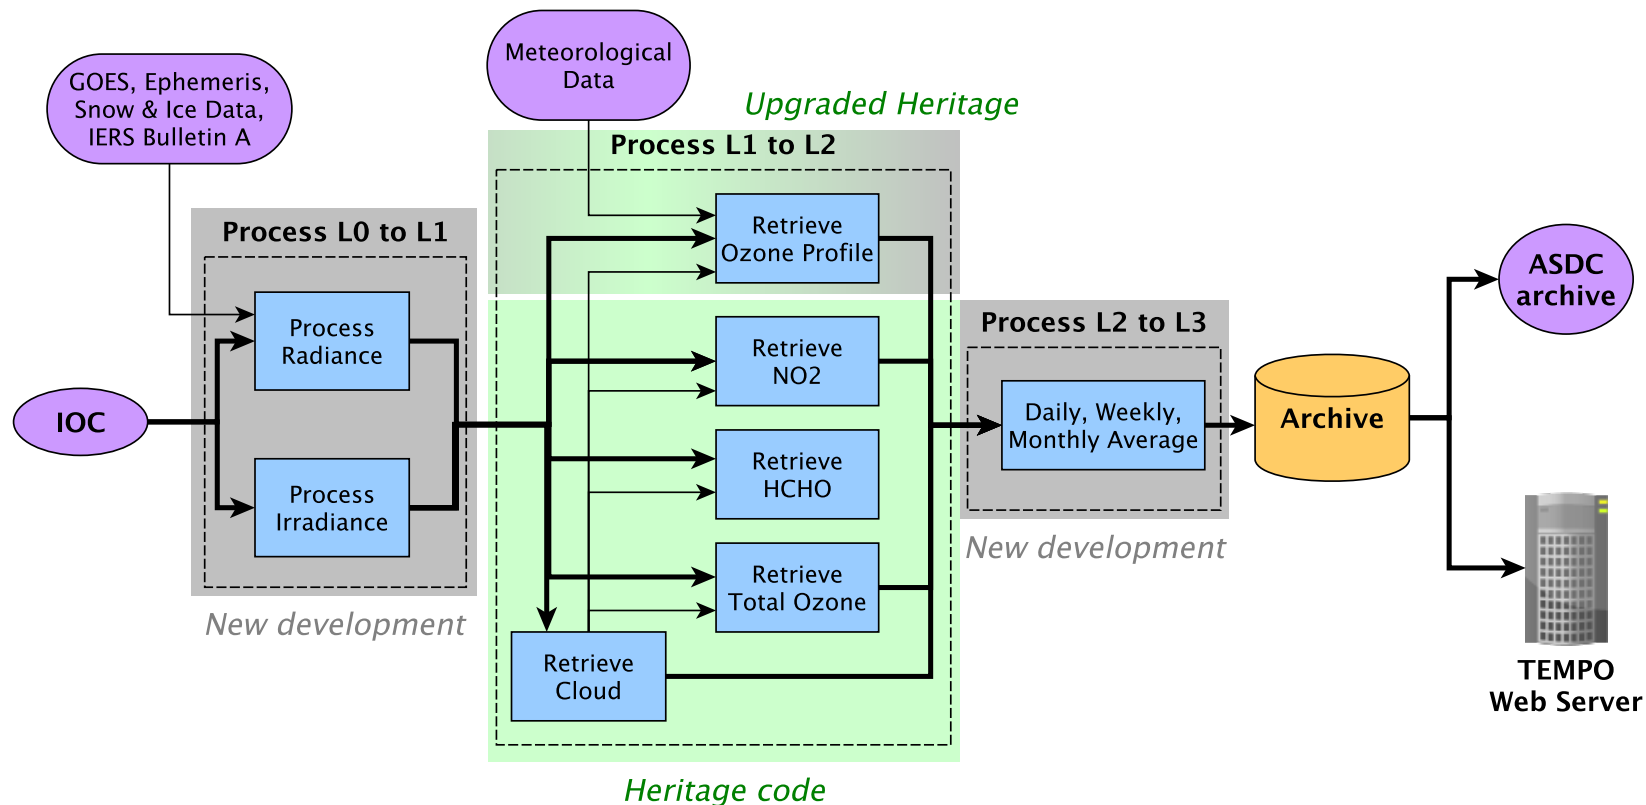 GOES, Ephemeris,
Snow & Ice Data,
IERS Bulletin A
Meteorological
Data
Upgraded Heritage
Process L0 to L1
Process
Radiance
IOC
Process
Irradiance
New development
Process L1 to L2
Retrieve
Ozone Profile
Retrieve
NO2
Retrieve
HCHO
Retrieve
Total Ozone
Retrieve
Cloud
Heritage code
Process L2 to L3
Daily, Weekly,
Monthly Average
New development
Archive
ASDC
archive
TEMPO
Web Server